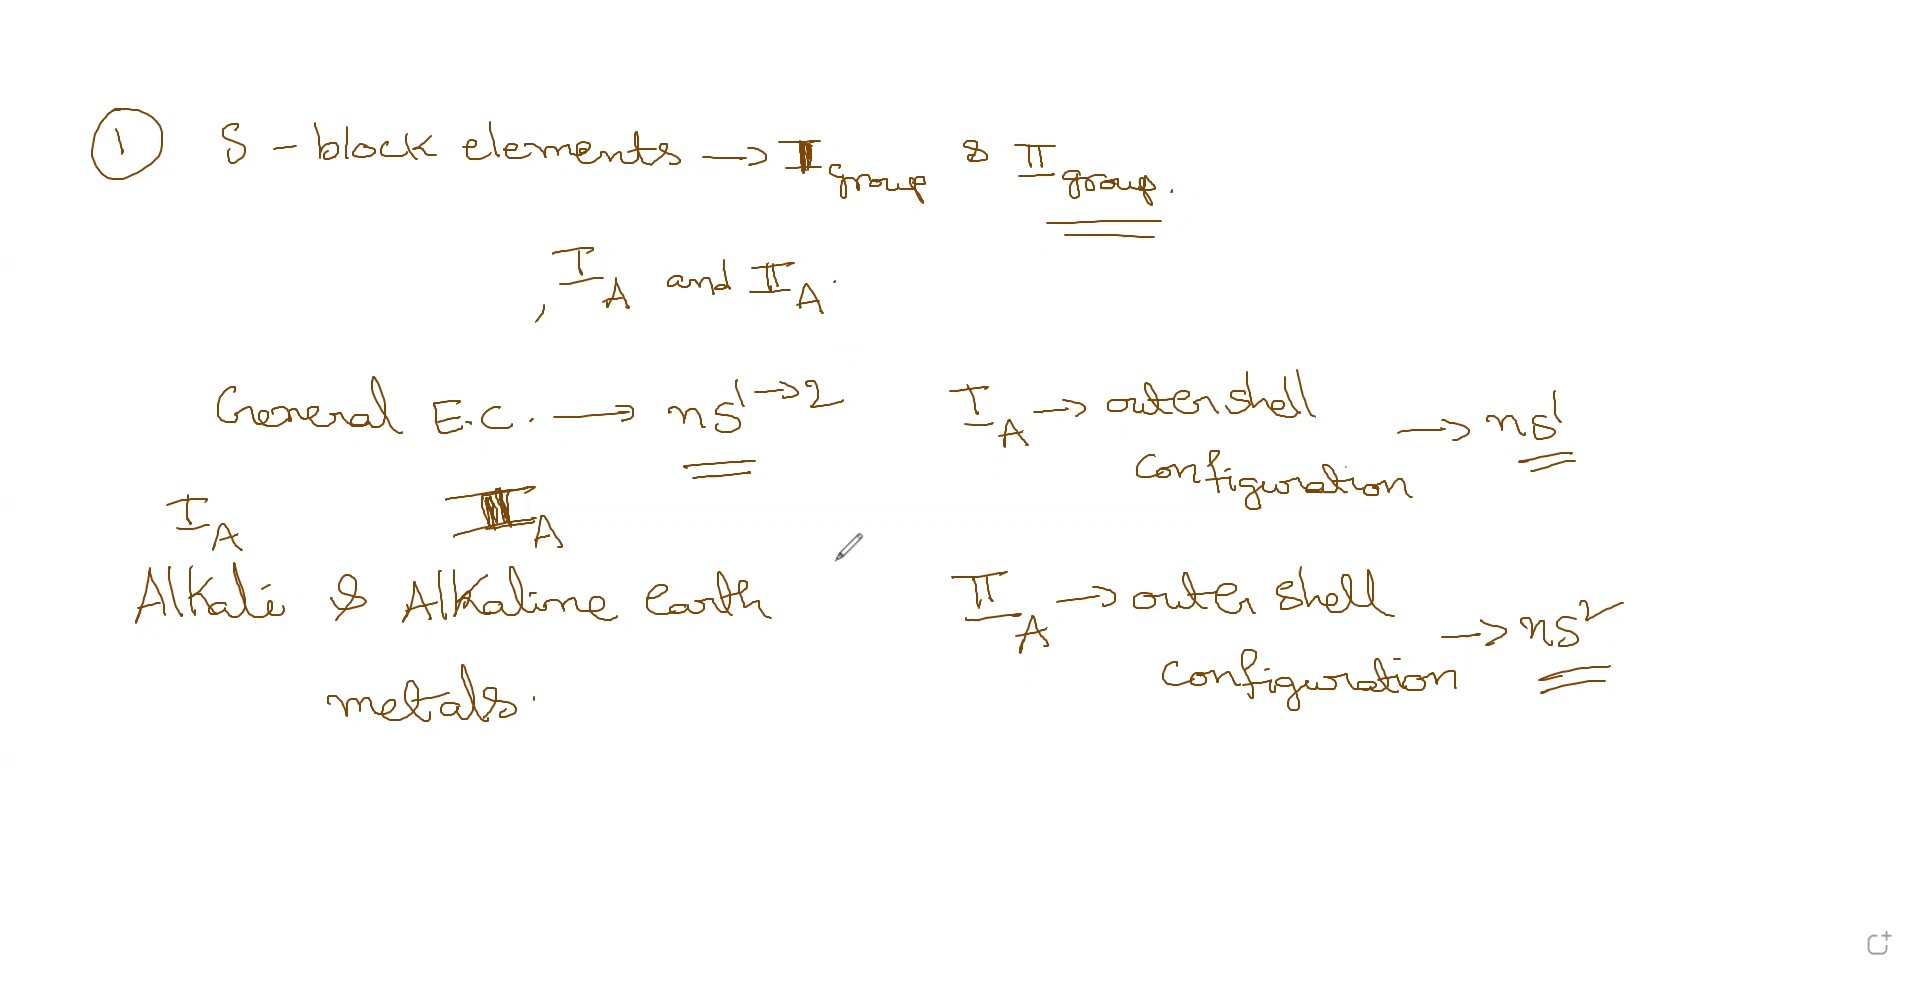 1 S - block elements → I group & II group.
, I A and II A.
General E.C. → ns¹→²
I A II A
Alkali & Alkaline earth
metals.
I A → outer shell
configuration → ns¹
II A → outer shell
configuration → ns²